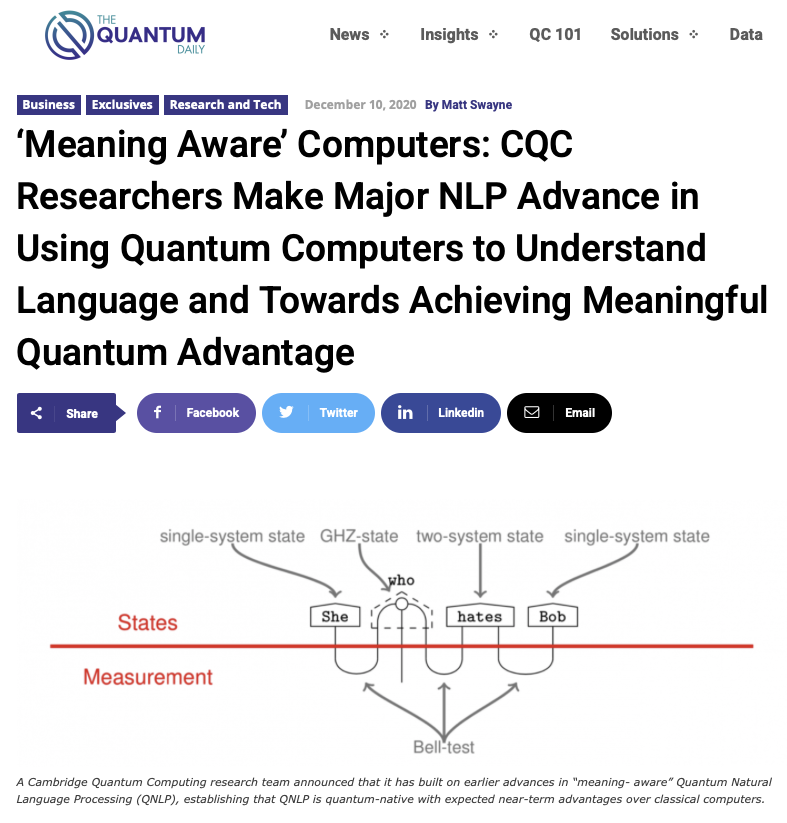 THE
QUANTUM
DAILY
News Insights QC 101 Solutions Data
Business Exclusives Research and Tech December 10, 2020 By Matt Swayne
‘Meaning Aware’ Computers: CQC
Researchers Make Major NLP Advance in
Using Quantum Computers to Understand
Language and Towards Achieving Meaningful
Quantum Advantage
Share Facebook Twitter Linkedin Email
single-system state GHZ-state two-system state single-system state
who
She hates Bob
States
Measurement
Bell-test
A Cambridge Quantum Computing research team announced that it has built on earlier advances in “meaning- aware” Quantum Natural
Language Processing (QNLP), establishing that QNLP is quantum-native with expected near-term advantages over classical computers.